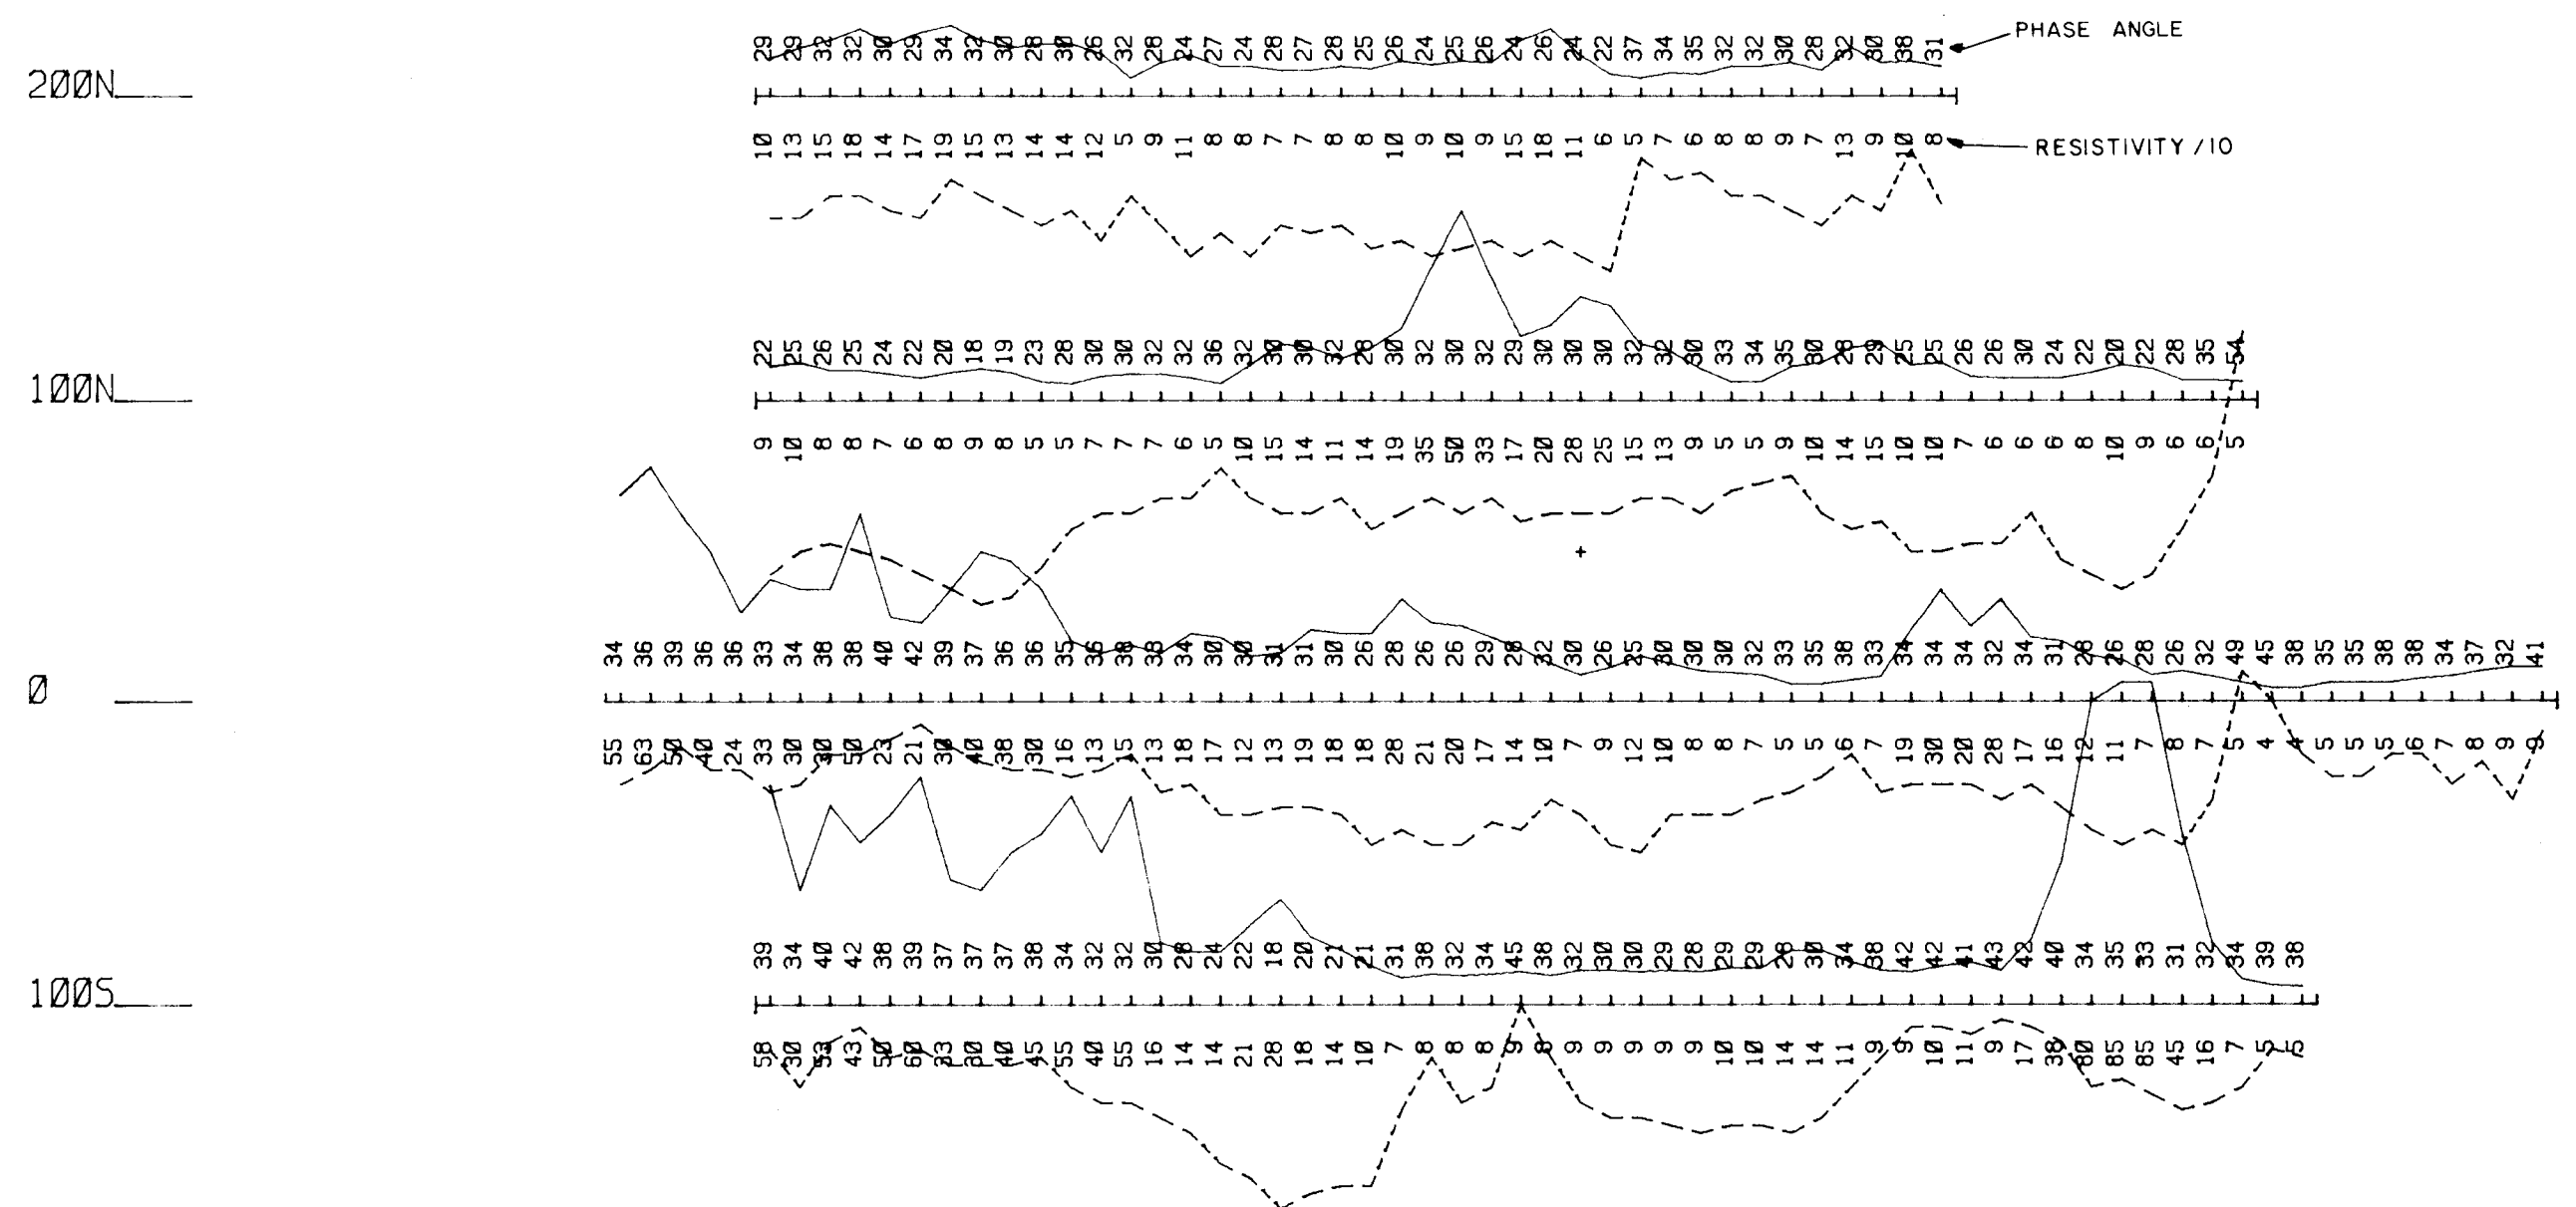 29 29 32 32 30 29 34 32 30 28 30 26 32 28 24 27 24 28 27 28 25 26 24 25 26 24 26 24 22 37 34 35 32 32 30 28 32 30 38 31
PHASE ANGLE
200N
10 13 15 18 14 17 19 15 13 14 14 12 5 9 11 8 8 7 7 8 8 10 9 10 9 15 18 11 6 5 7 6 8 8 9 7 13 9 10 8
RESISTIVITY /10
22 25 26 25 24 22 20 18 19 23 28 30 30 32 32 36 32 30 30 32 28 30 32 30 32 29 30 30 30 32 32 30 33 34 35 30 28 29 25 25 26 26 30 24 22 20 22 28 35 54
100N
9 10 8 8 7 6 8 9 8 5 5 7 7 7 6 5 10 15 14 11 14 19 35 50 33 17 20 28 25 15 13 9 5 5 9 10 14 15 10 10 7 6 6 6 8 10 9 6 6 5
+
34 36 39 36 36 33 34 38 38 40 42 39 37 36 36 35 36 38 38 34 30 30 31 31 30 26 28 26 26 29 28 32 30 26 25 30 30 30 32 33 35 38 33 34 34 34 32 34 31 28 26 28 26 32 49 45 38 35 35 38 38 34 37 32 41
0
55 63 50 40 24 33 30 30 50 23 21 30 40 38 30 16 13 15 13 18 17 12 13 19 18 18 28 21 20 17 14 10 7 9 12 10 8 8 7 5 5 6 7 19 30 20 28 17 16 12 11 7 8 7 5 4 4 5 5 5 6 7 8 9 9
39 34 40 42 38 39 37 37 37 38 34 32 32 30 28 24 22 18 20 21 21 31 38 32 34 45 38 32 30 30 29 28 29 29 28 30 34 38 42 42 41 43 42 40 34 35 33 31 32 34 39 38
100S
58 30 53 43 50 60 33 30 40 45 55 40 55 16 14 14 21 28 18 14 10 7 8 8 8 9 8 9 9 9 9 9 10 10 14 14 11 9 9 10 11 9 17 38 80 85 85 45 16 7 5 5